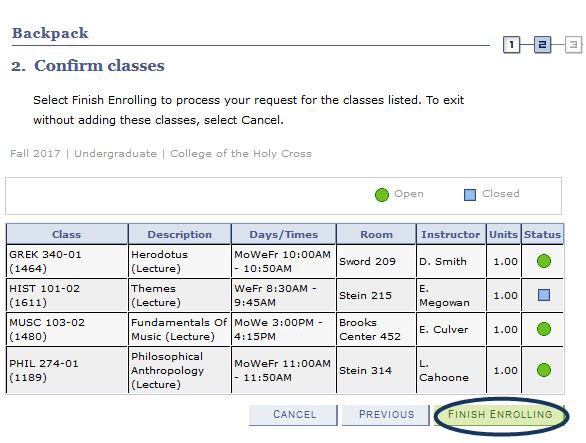 Backpack
1 2 3
2. Confirm classes
Select Finish Enrolling to process your request for the classes listed. To exit
without adding these classes, select Cancel.
Fall 2017 | Undergraduate | College of the Holy Cross
Open Closed
Class Description Days/Times Room Instructor Units Status
GREK 340-01 (1464) Herodotus (Lecture) MoWeFr 10:00AM - 10:50AM Sword 209 D. Smith 1.00
HIST 101-02 (1611) Themes (Lecture) WeFr 8:30AM - 9:45AM Stein 215 E. Megowan 1.00
MUSC 103-02 (1480) Fundamentals Of Music (Lecture) MoWe 3:00PM - 4:15PM Brooks Center 452 E. Culver 1.00
PHIL 274-01 (1189) Philosophical Anthropology (Lecture) MoWeFr 11:00AM - 11:50AM Stein 314 L. Cahoone 1.00
CANCEL PREVIOUS FINISH ENROLLING